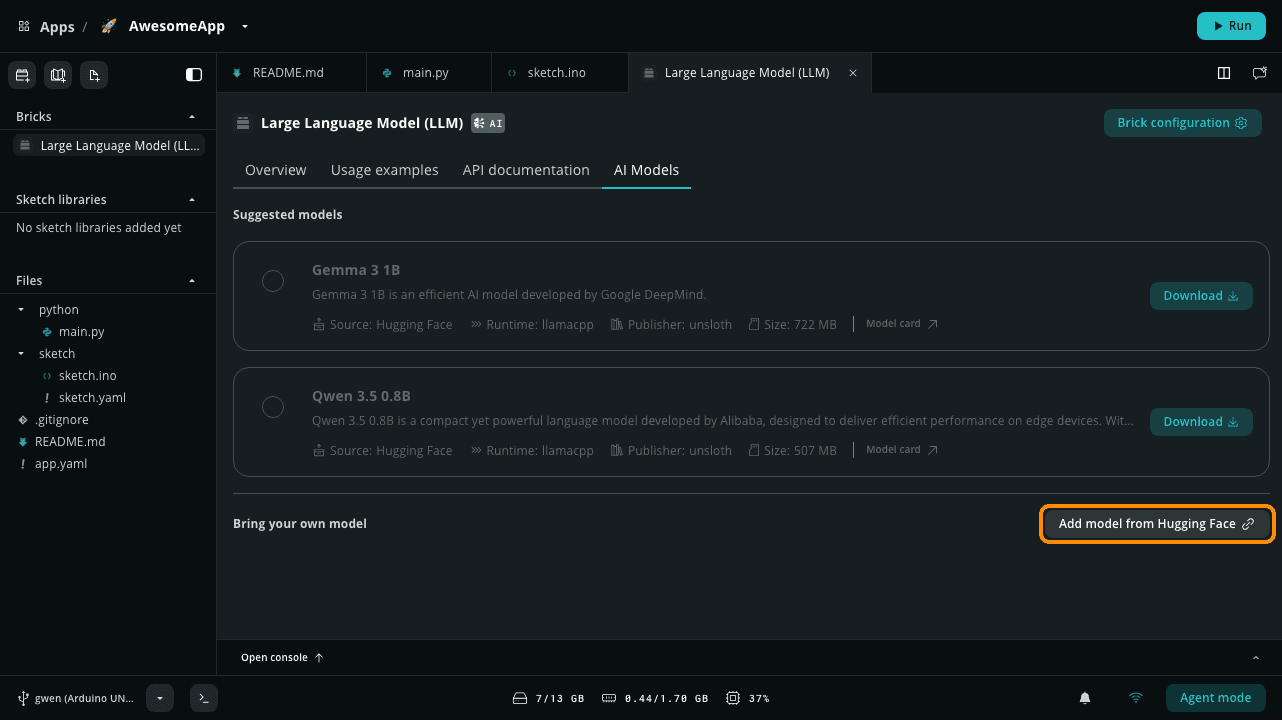 Apps / 🚀 AwesomeApp
Run
README.md
main.py
sketch.ino
Large Language Model (LLM)
Bricks
Large Language Model (LL...
Sketch libraries
No sketch libraries added yet
Files
python
main.py
sketch
sketch.ino
sketch.yaml
.gitignore
README.md
app.yaml
Large Language Model (LLM) AI
Brick configuration
Overview
Usage examples
API documentation
AI Models
Suggested models
Gemma 3 1B
Gemma 3 1B is an efficient AI model developed by Google DeepMind.
Source: Hugging Face
Runtime: llamacpp
Publisher: unsloth
Size: 722 MB
Model card
Download
Qwen 3.5 0.8B
Qwen 3.5 0.8B is a compact yet powerful language model developed by Alibaba, designed to deliver efficient performance on edge devices. Wit...
Source: Hugging Face
Runtime: llamacpp
Publisher: unsloth
Size: 507 MB
Model card
Download
Bring your own model
Add model from Hugging Face
Open console
gwen (Arduino UN...
7/13 GB
0.44/1.70 GB
37%
Agent mode